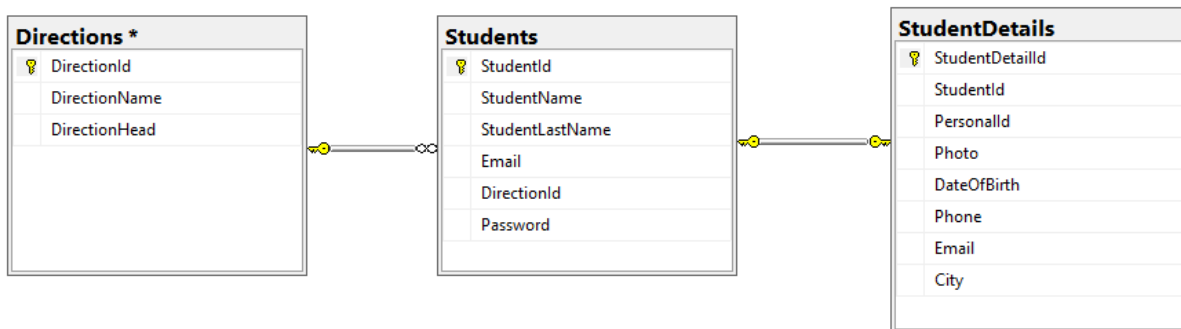 Directions *
DirectionId
DirectionName
DirectionHead
Students
StudentId
StudentName
StudentLastName
Email
DirectionId
Password
StudentDetails
StudentDetailId
StudentId
PersonalId
Photo
DateOfBirth
Phone
Email
City